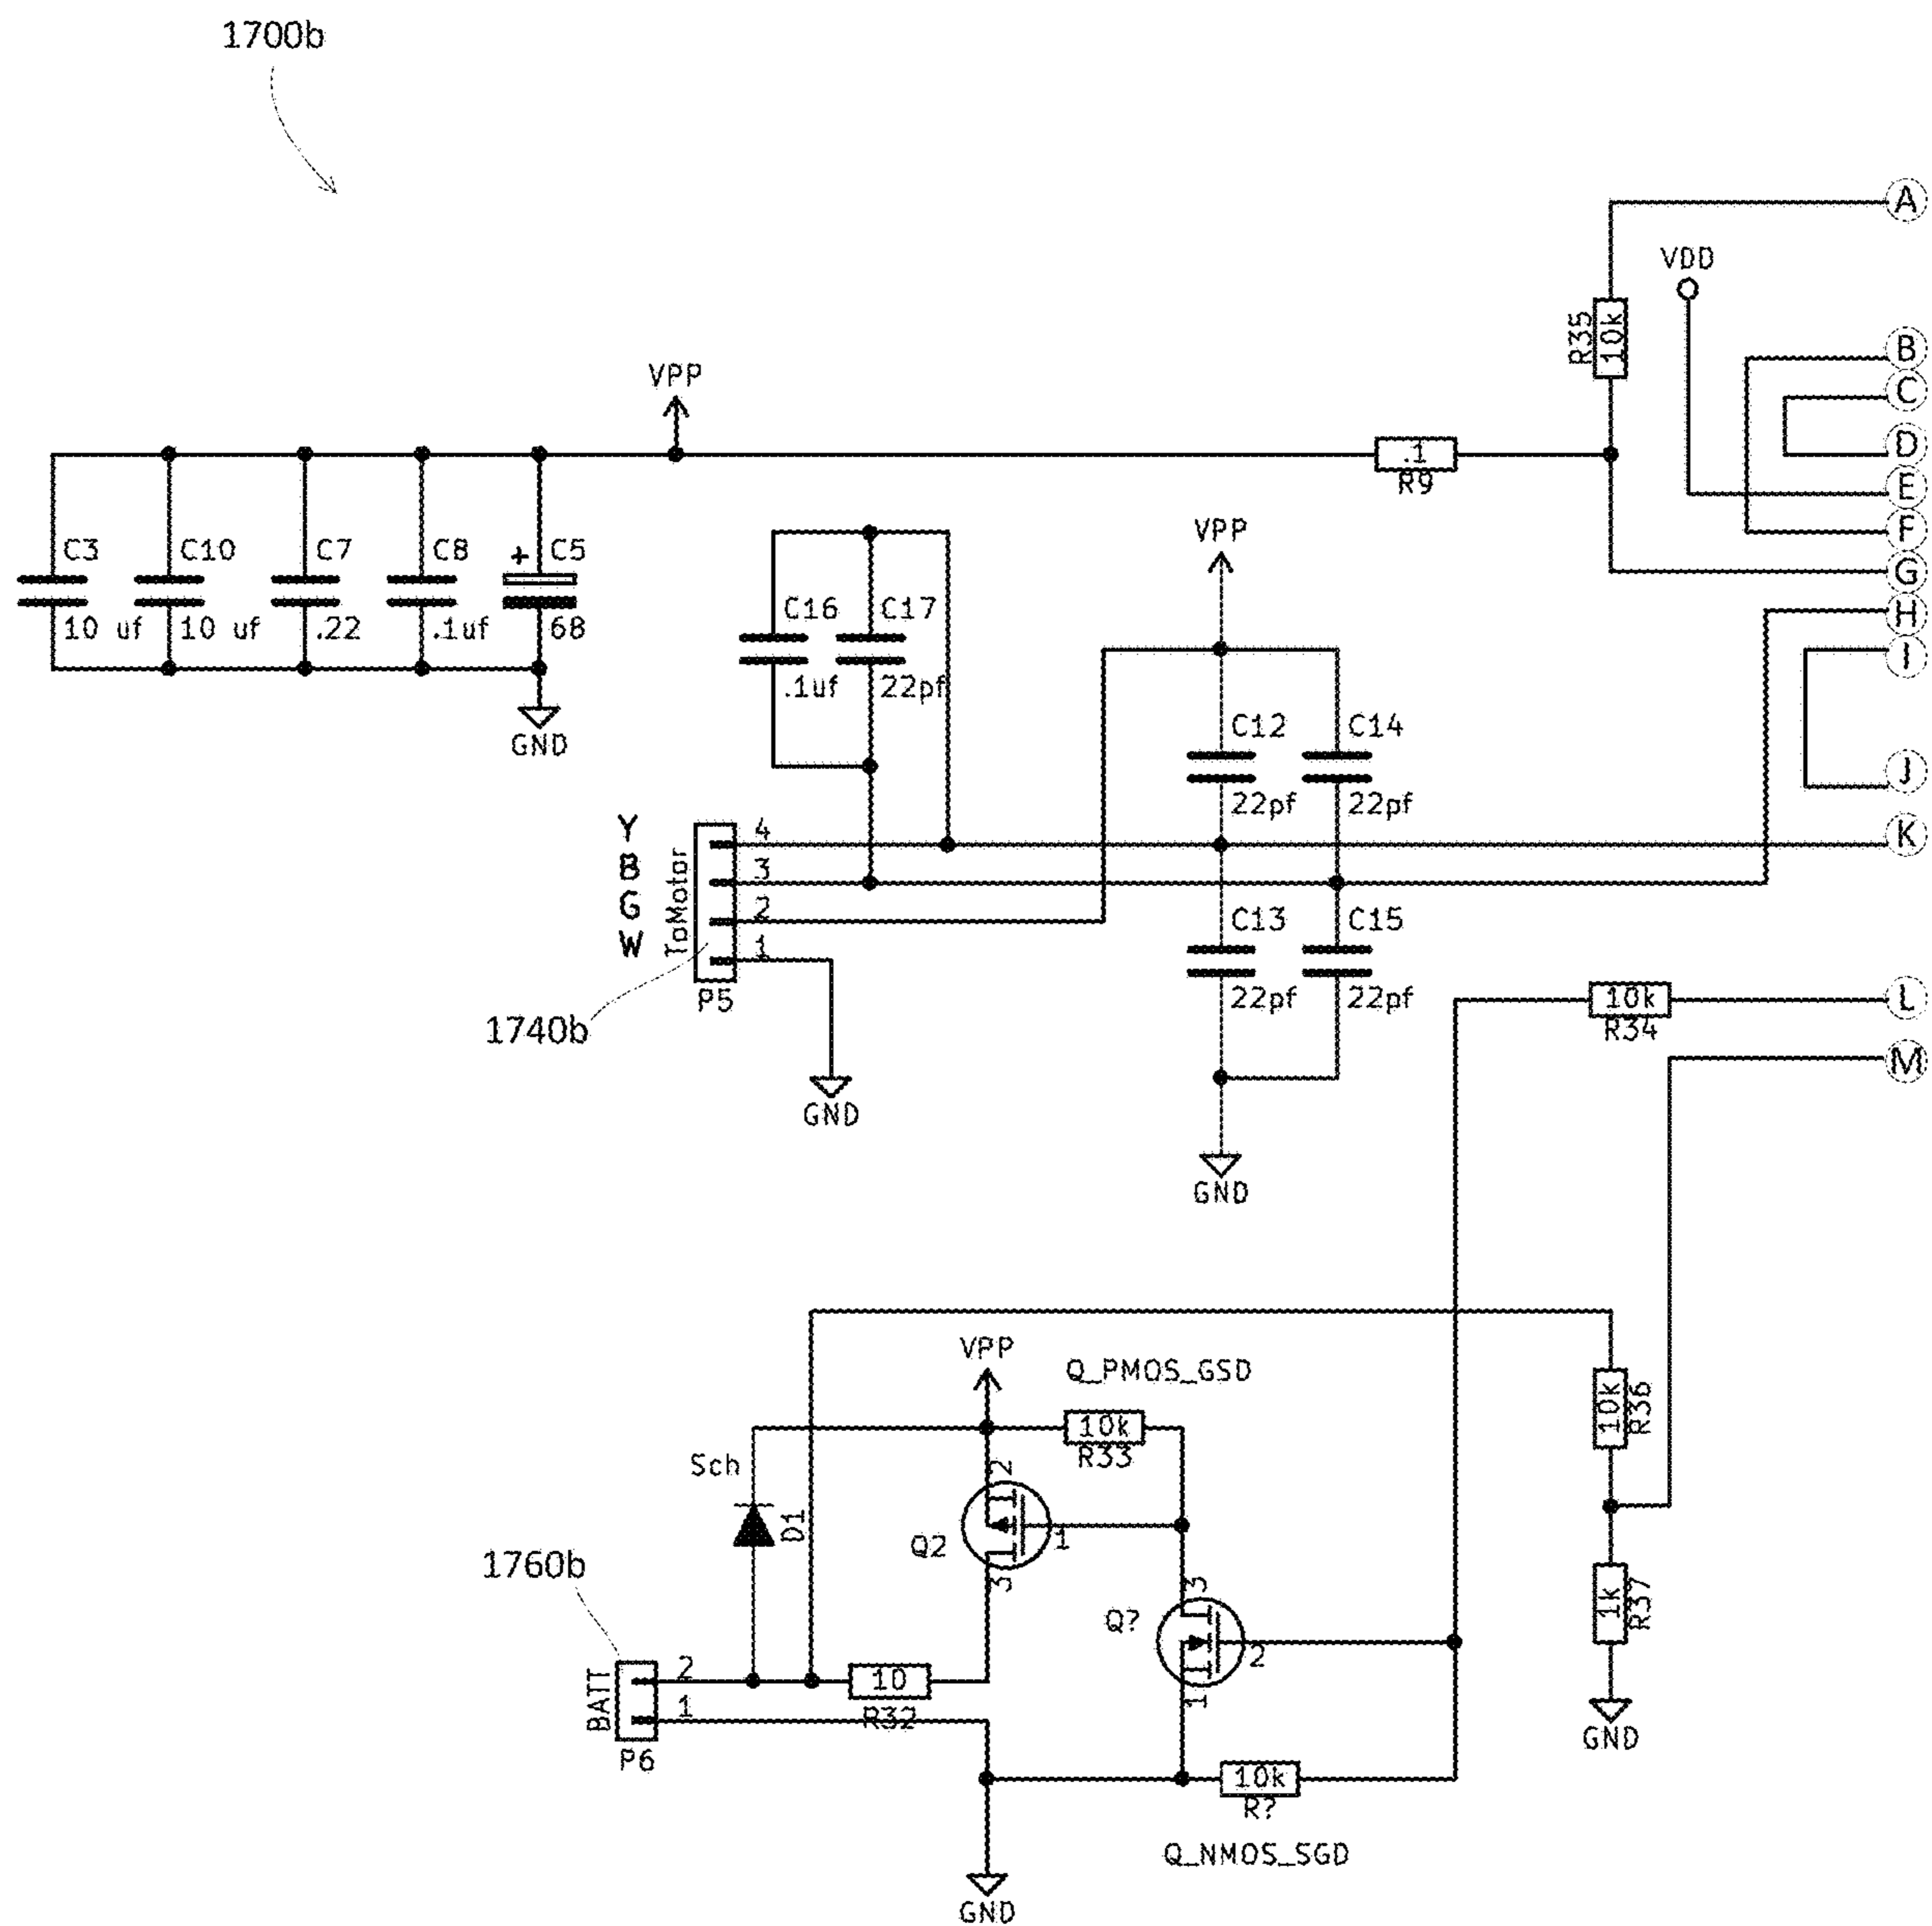 1700b
A
VDD
R35
10k
B
VPP
C
D
.1
R9
E
F
VPP
C3
C10
C7
C8
+
C5
G
10 uf
10 uf
.22
.1uf
68
C16
C17
H
I
.1uf
22pf
GND
C12
C14
J
22pf
22pf
Y
4
K
B
3
G
2
W
1
ToMotor
P5
C13
C15
22pf
22pf
1740b
10k
R34
L
M
GND
GND
VPP
Q_PMOS_GSD
10k
R33
10k
R36
Sch
2
D1
Q2
1
3
1760b
3
Q?
2
1
1k
R37
BATT
2
1
P6
10
R32
GND
10k
R?
Q_NMOS_SGD
GND